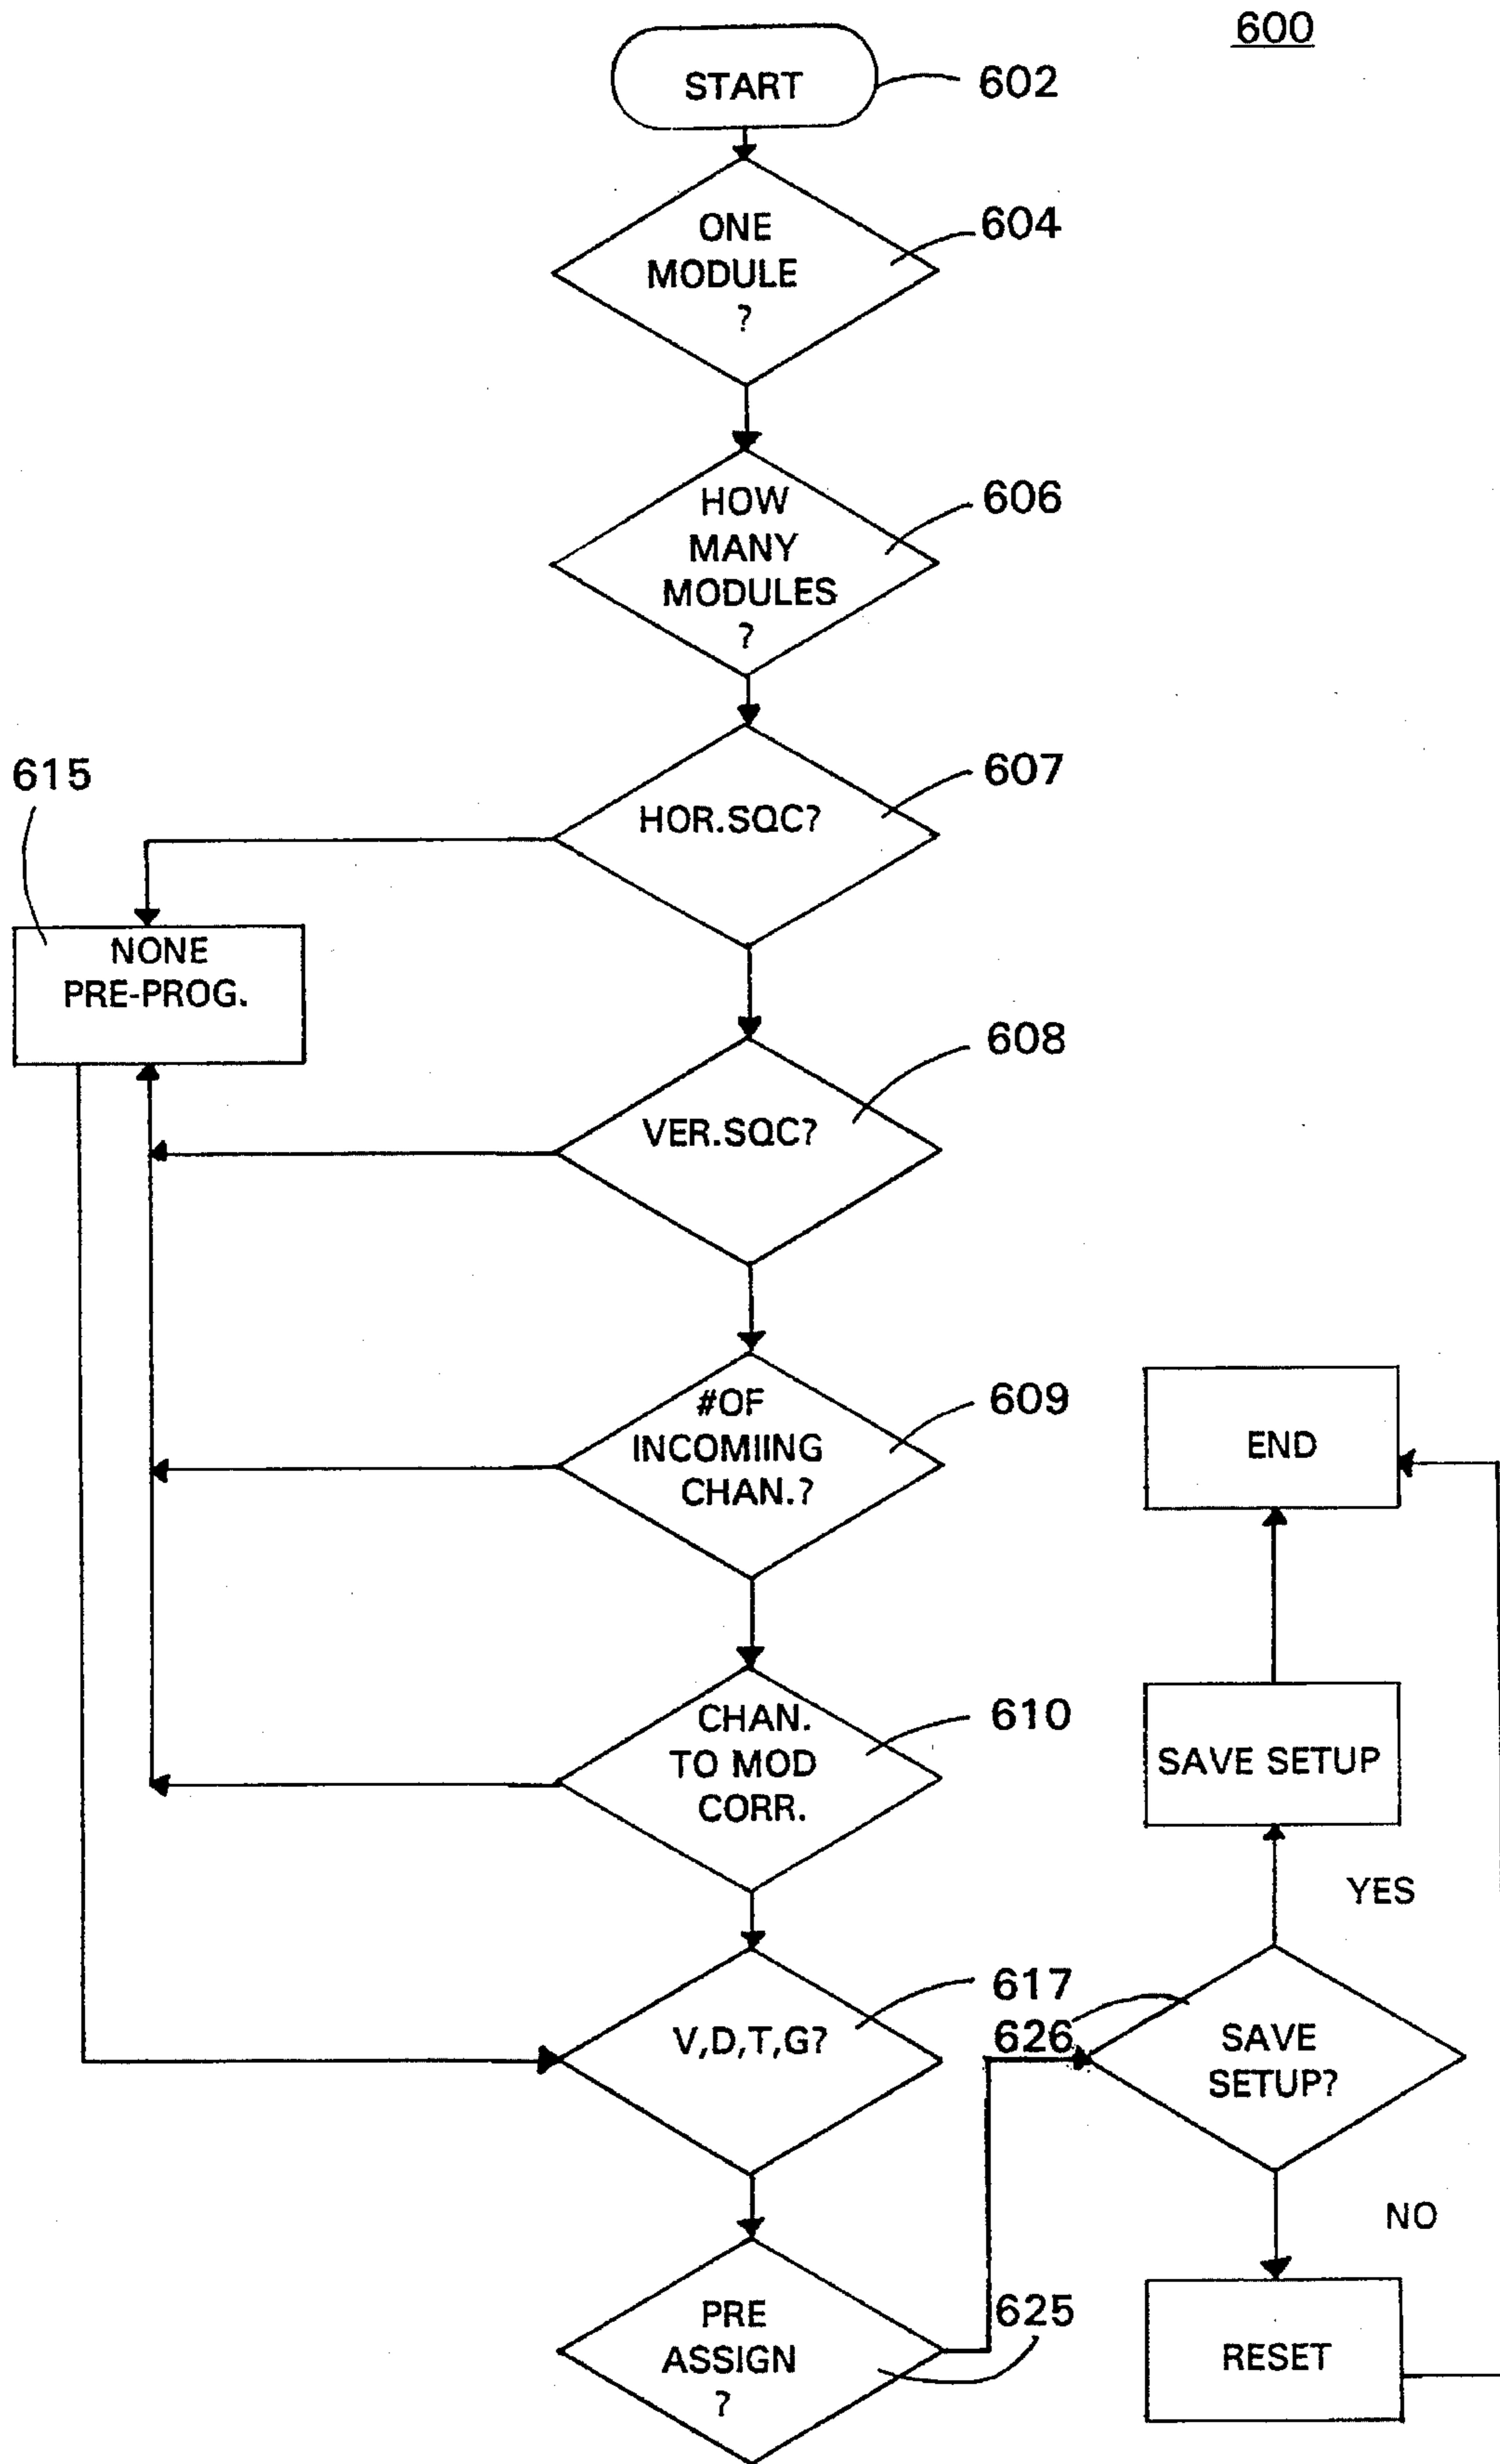 600
START
602
ONE
MODULE
?
604
HOW
MANY
MODULES
?
606
HOR.SQC?
607
615
NONE
PRE-PROG.
VER.SQC?
608
#OF
INCOMIING
CHAN.?
609
END
CHAN.
TO MOD
CORR.
610
SAVE SETUP
YES
V,D,T,G?
617
626
SAVE
SETUP?
NO
PRE
ASSIGN
?
625
RESET